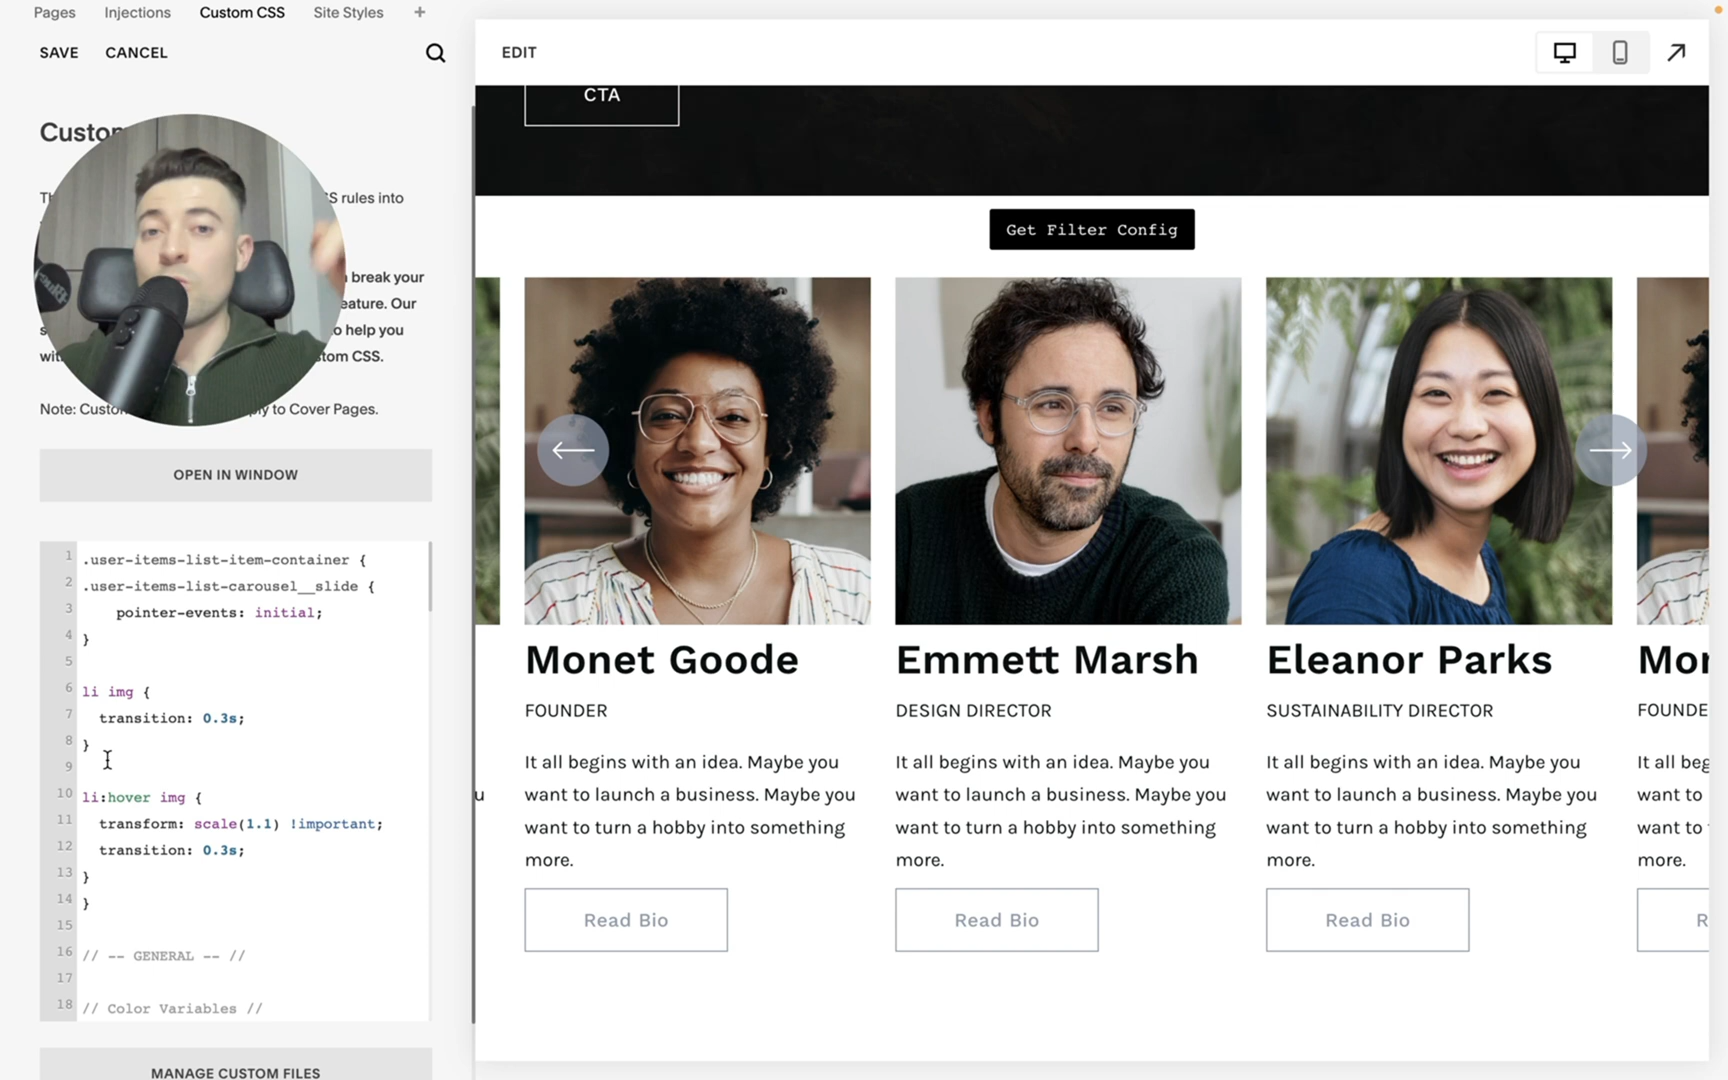 Pages Injections Custom CSS Site Styles +
SAVE CANCEL
EDIT
CTA
S rules into
break your
eature. Our
o help you
tom CSS.
to Cover Pages.
OPEN IN WINDOW
1 .user-items-list-item-container {
2 .user-items-list-carousel__slide {
3 pointer-events: initial;
4 }
5
6 li img {
7 transition: 0.3s;
8 }
9
10 li:hover img {
11 transform: scale(1.1) !important;
12 transition: 0.3s;
13 }
14 }
15
16 // -- GENERAL -- //
17
18 // Color Variables //
MANAGE CUSTOM FILES
Get Filter Config
Monet Goode
FOUNDER
It all begins with an idea. Maybe you
want to launch a business. Maybe you
want to turn a hobby into something
more.
Read Bio
Emmett Marsh
DESIGN DIRECTOR
It all begins with an idea. Maybe you
want to launch a business. Maybe you
want to turn a hobby into something
more.
Read Bio
Eleanor Parks
SUSTAINABILITY DIRECTOR
It all begins with an idea. Maybe you
want to launch a business. Maybe you
want to turn a hobby into something
more.
Read Bio
Mor
FOUNDE
It all beg
want to
want to
more.
R